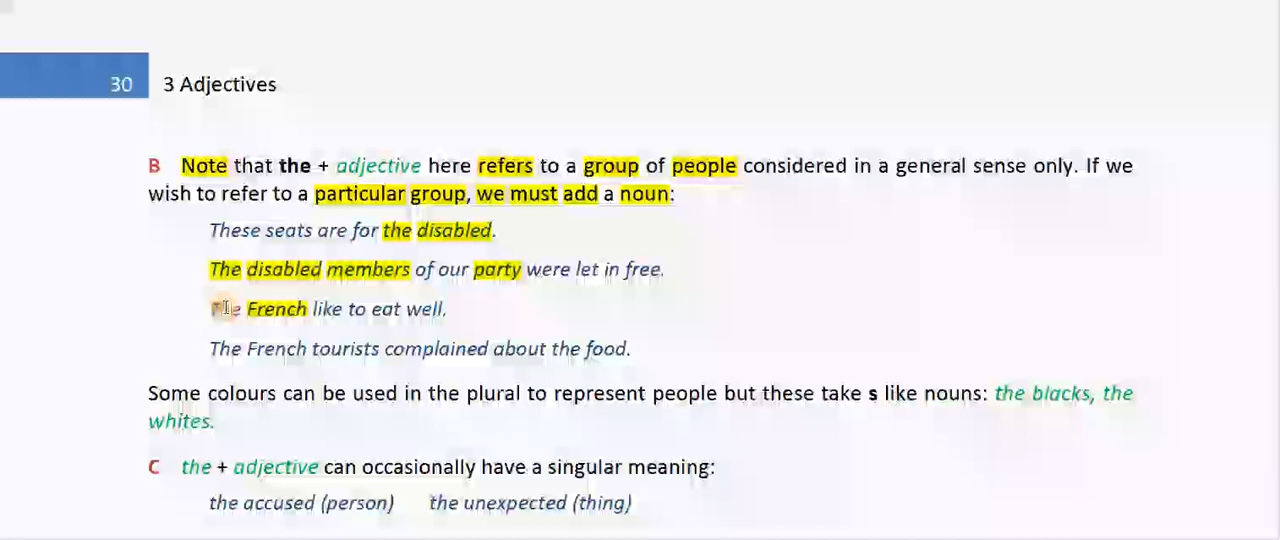 30 3 Adjectives
B Note that the + adjective here refers to a group of people considered in a general sense only. If we
wish to refer to a particular group, we must add a noun:
These seats are for the disabled.
The disabled members of our party were let in free.
The French like to eat well.
The French tourists complained about the food.
Some colours can be used in the plural to represent people but these take s like nouns: the blacks, the
whites.
C the + adjective can occasionally have a singular meaning:
the accused (person) the unexpected (thing)